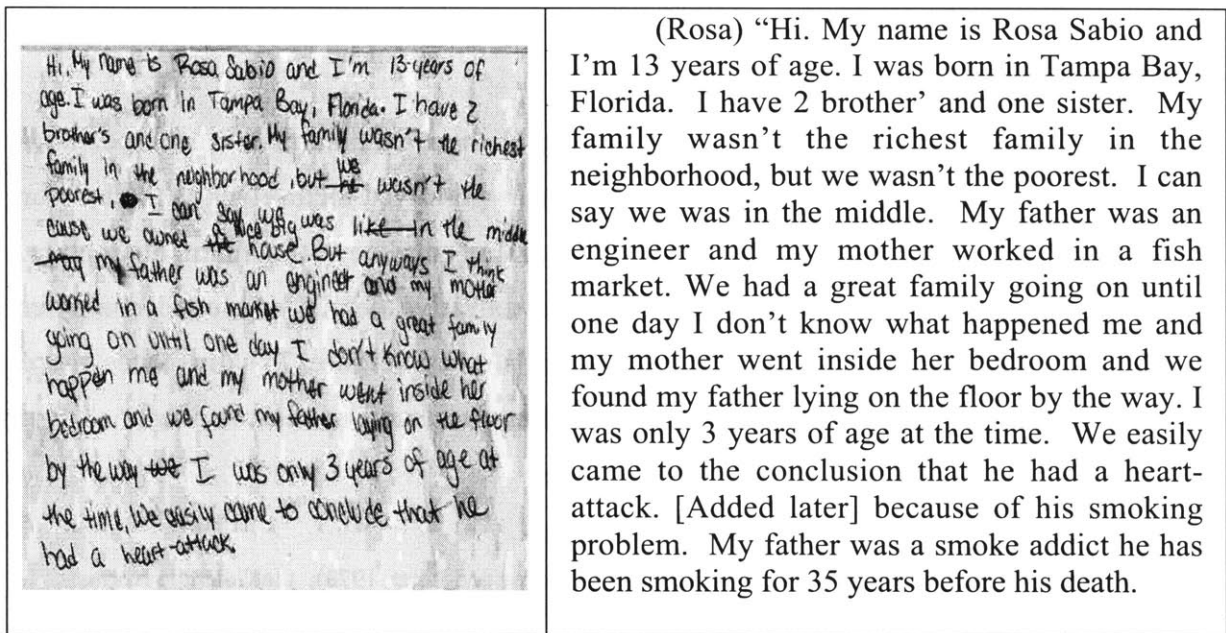 Hi. My name is Rosa Sabio and I'm 13 years of
age. I was born in Tampa Bay, Florida. I have 2
brother's and one sister. My family wasn't the richest
family in the neighborhood, but we wasn't the
poorest. I can say we was like in the middle
cause we owned a nice big house. But anyways I think
my father was an engineer and my mother
worked in a fish market we had a great family
going on until one day I don't know what
happen me and my mother went inside her
bedroom and we found my father laying on the floor
by the way we I was only 3 years of age at
the time, We easily came to conclude that he
had a heart-attack.
(Rosa) “Hi. My name is Rosa Sabio and
I’m 13 years of age. I was born in Tampa Bay,
Florida. I have 2 brother’ and one sister. My
family wasn’t the richest family in the
neighborhood, but we wasn’t the poorest. I can
say we was in the middle. My father was an
engineer and my mother worked in a fish
market. We had a great family going on until
one day I don’t know what happened me and
my mother went inside her bedroom and we
found my father lying on the floor by the way. I
was only 3 years of age at the time. We easily
came to the conclusion that he had a heart-
attack. [Added later] because of his smoking
problem. My father was a smoke addict he has
been smoking for 35 years before his death.